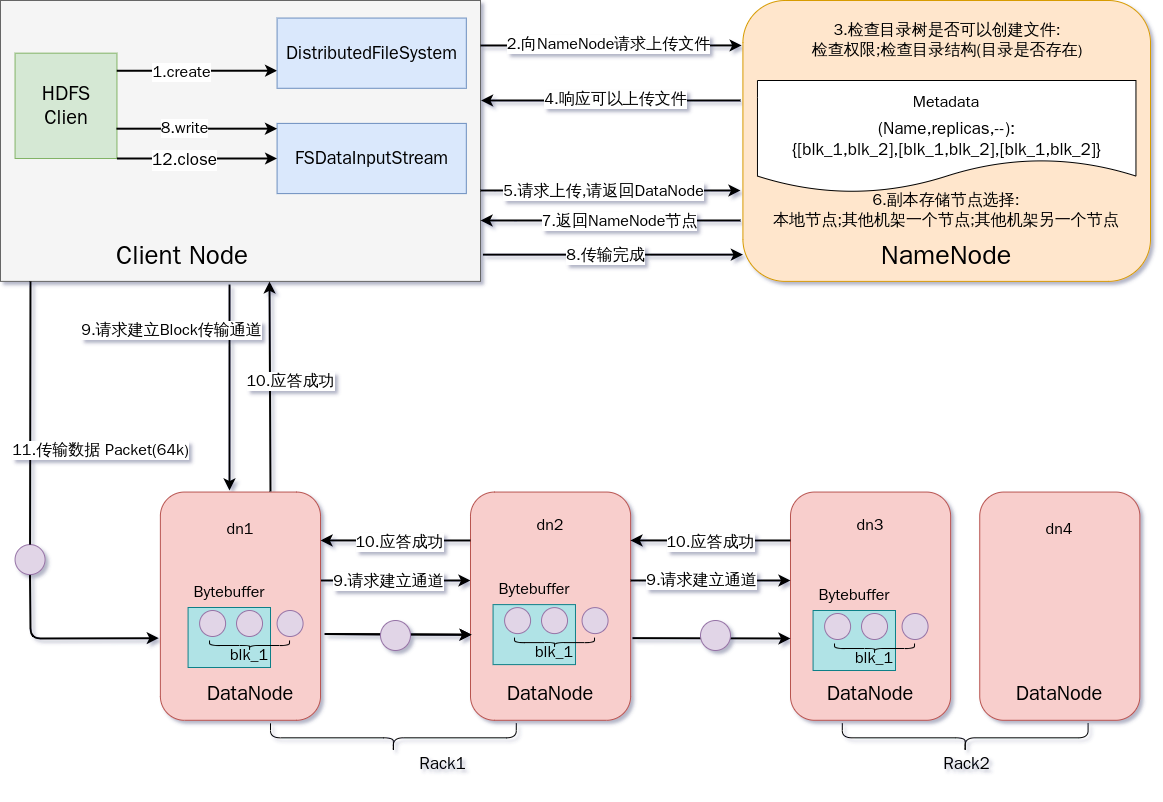 HDFS
Clien
1.create
8.write
12.close
DistributedFileSystem
FSDataInputStream
Client Node
2.向NameNode请求上传文件
4.响应可以上传文件
5.请求上传,请返回DataNode
7.返回NameNode节点
8.传输完成
3.检查目录树是否可以创建文件:
检查权限;检查目录结构(目录是否存在)
Metadata
(Name,replicas,--):
{[blk_1,blk_2],[blk_1,blk_2],[blk_1,blk_2]}
6.副本存储节点选择:
本地节点;其他机架一个节点;其他机架另一个节点
NameNode
9.请求建立Block传输通道
10.应答成功
11.传输数据 Packet(64k)
dn1
Bytebuffer
blk_1
DataNode
10.应答成功
9.请求建立通道
dn2
Bytebuffer
blk_1
DataNode
10.应答成功
9.请求建立通道
dn3
Bytebuffer
blk_1
DataNode
dn4
DataNode
Rack1
Rack2